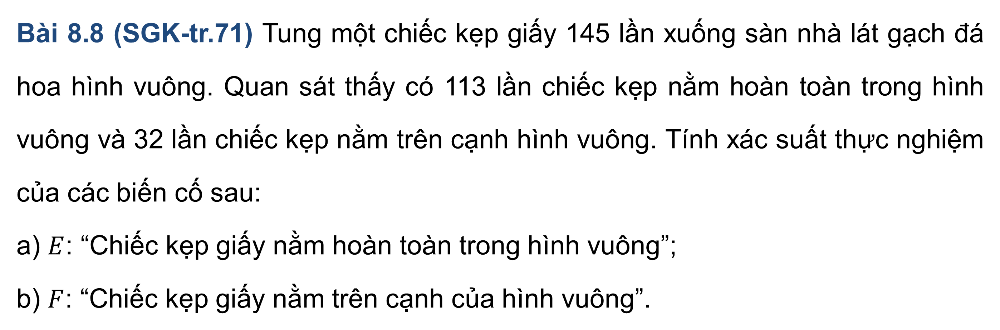 Bài 8.8 (SGK-tr.71) Tung một chiếc kẹp giấy 145 lần xuống sàn nhà lát gạch đá
hoa hình vuông. Quan sát thấy có 113 lần chiếc kẹp nằm hoàn toàn trong hình
vuông và 32 lần chiếc kẹp nằm trên cạnh hình vuông. Tính xác suất thực nghiệm
của các biến cố sau:
a) E: “Chiếc kẹp giấy nằm hoàn toàn trong hình vuông”;
b) F: “Chiếc kẹp giấy nằm trên cạnh của hình vuông”.